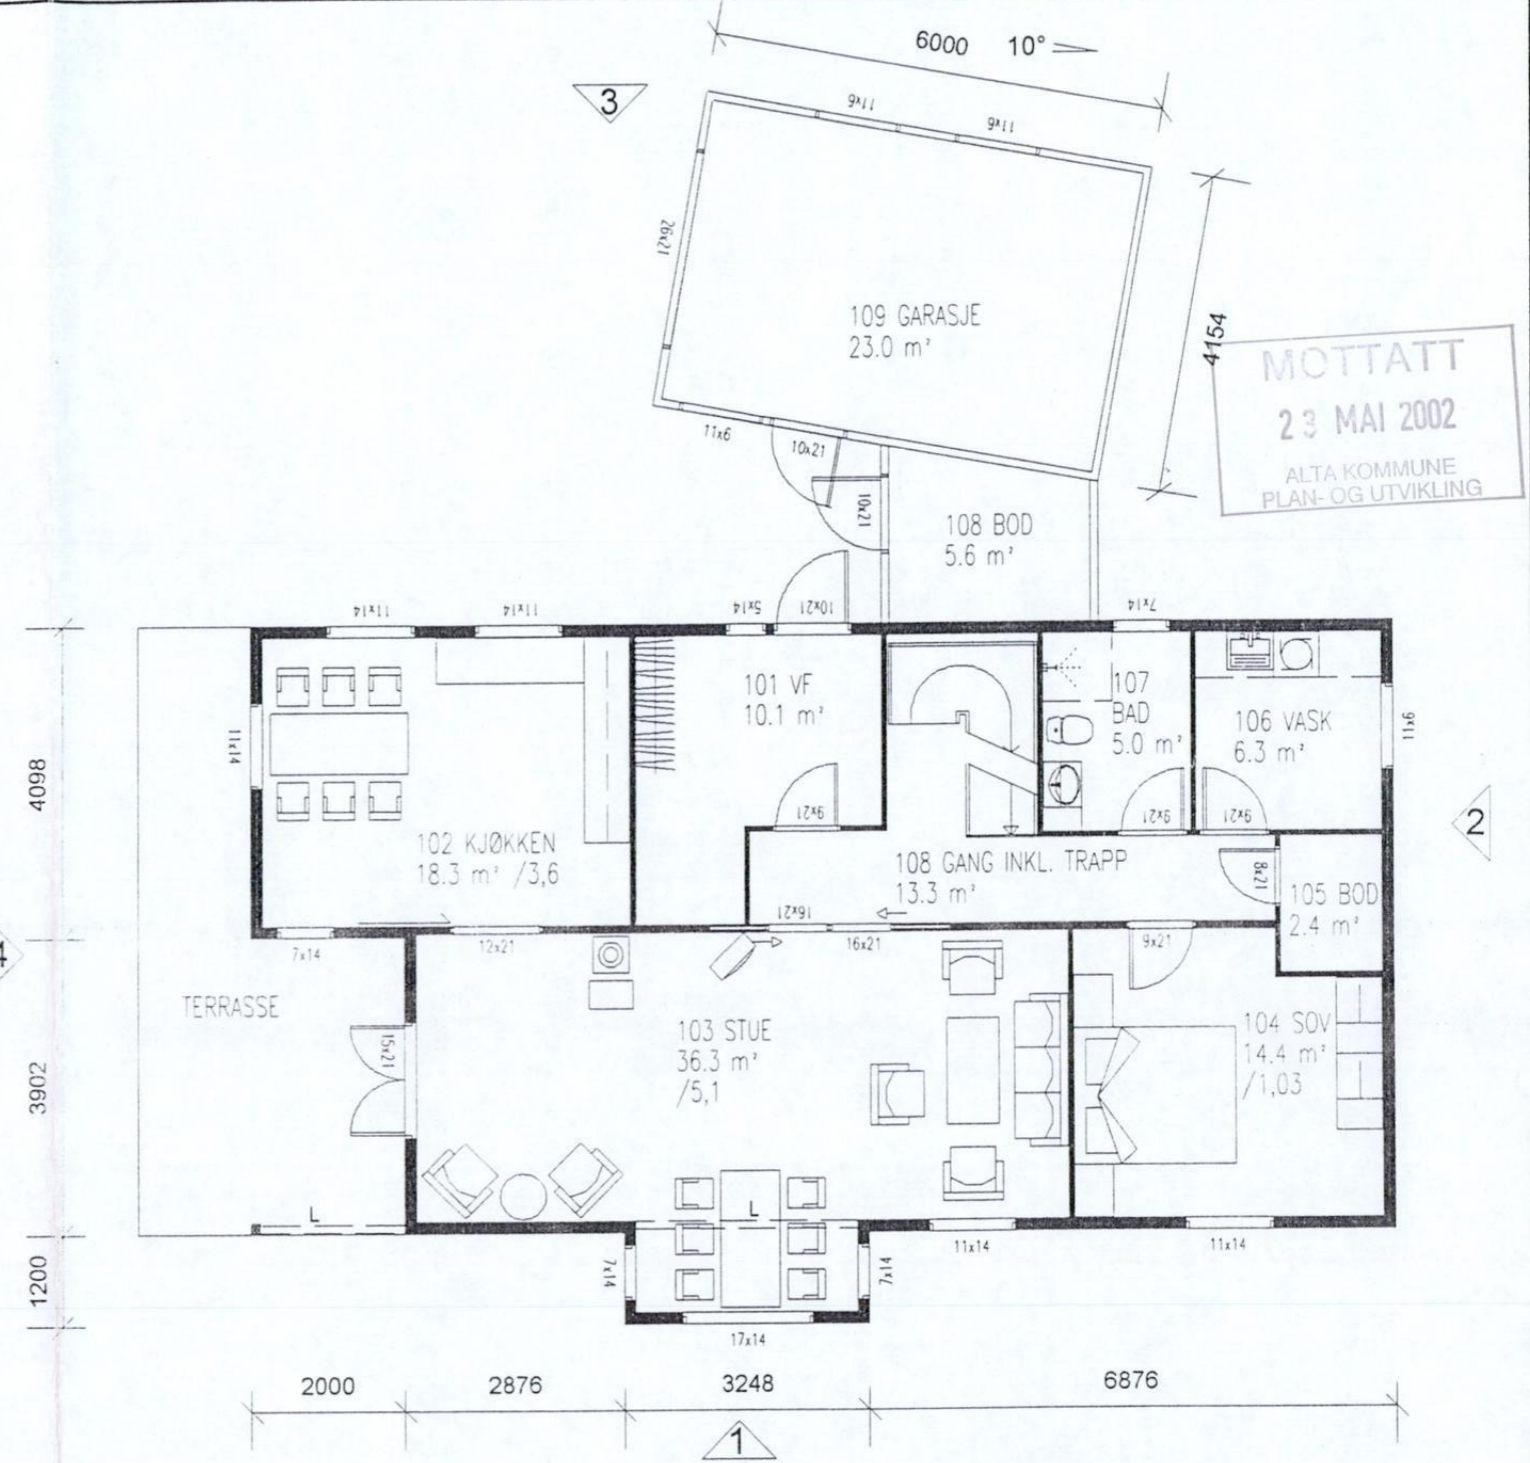 6000 10°
3
11x6
11x6
26x21
109 GARASJE
23.0 m²
4154
MOTTATT
23 MAI 2002
ALTA KOMMUNE
PLAN- OG UTVIKLING
11x6
10x21
10x21
108 BOD
5.6 m²
11x14
11x14
5x14
10x21
7x14
101 VF
10.1 m²
107
BAD
5.0 m²
106 VASK
6.3 m²
11x14
11x6
4098
9x21
9x21
9x21
2
102 KJØKKEN
18.3 m² /3,6
108 GANG INKL. TRAPP
13.3 m²
8x21
105 BOD
2.4 m²
16x21
7x14
12x21
16x21
9x21
4
TERRASSE
15x21
103 STUE
36.3 m²
/5,1
104 SOV
14.4 m²
/1,03
3902
L
L
11x14
11x14
1200
7x14
7x14
17x14
2000
2876
3248
6876
1